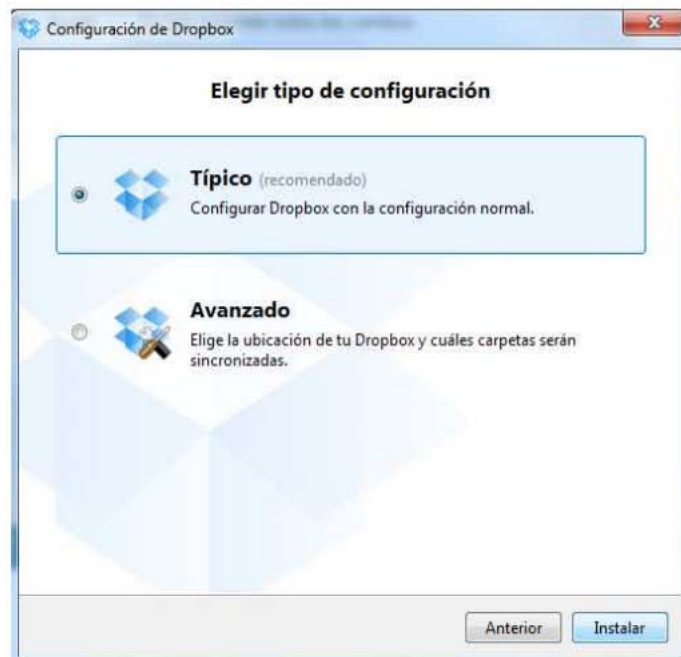 Configuración de Dropbox
Elegir tipo de configuración
Típico (recomendado)
Configurar Dropbox con la configuración normal.
Avanzado
Elige la ubicación de tu Dropbox y cuáles carpetas serán
sincronizadas.
Anterior Instalar